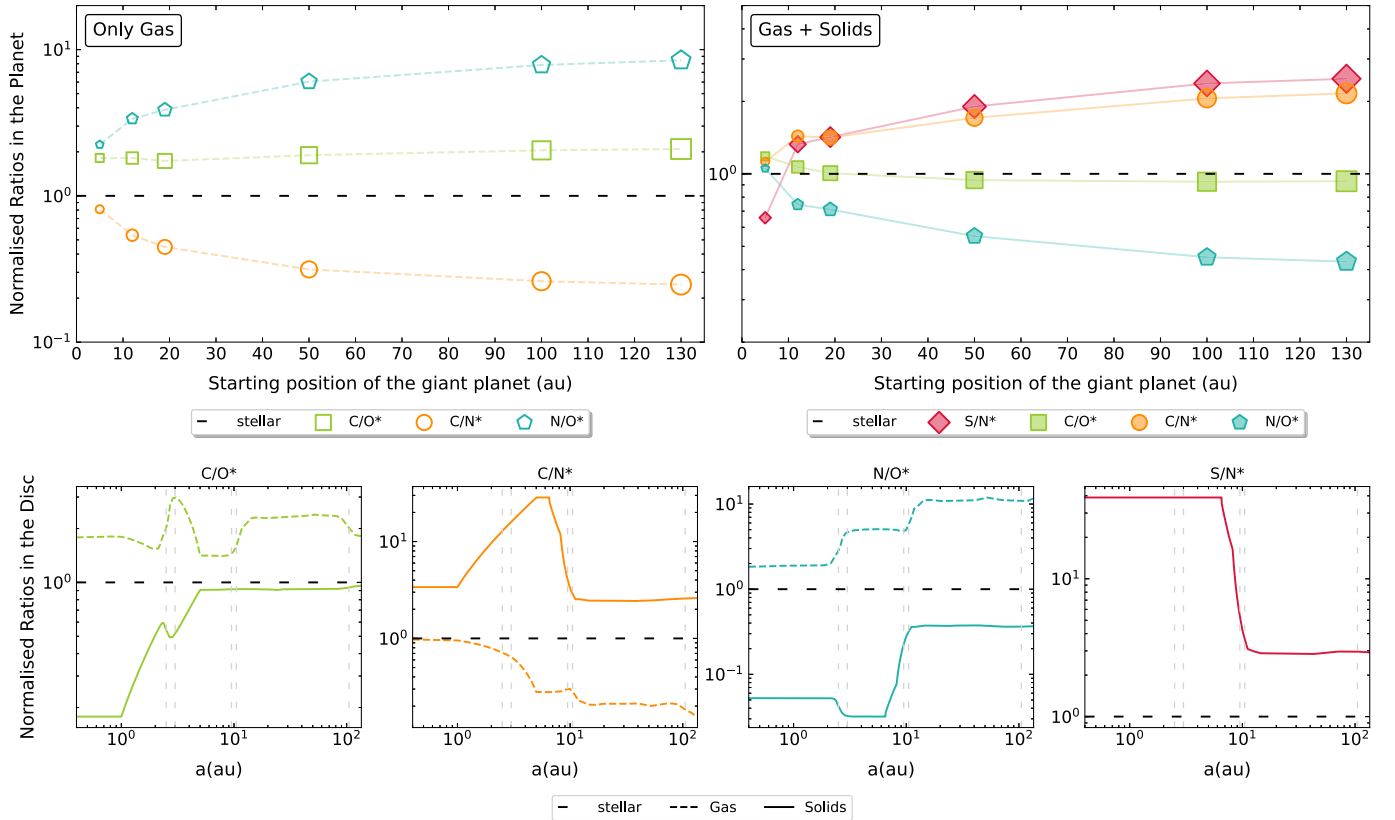 Only Gas
Gas + Solids
Normalised Ratios in the Planet
10¹
10⁰
10⁻¹
0 10 20 30 40 50 60 70 80 90 100 110 120 130
Starting position of the giant planet (au)
10⁰
0 10 20 30 40 50 60 70 80 90 100 110 120 130
Starting position of the giant planet (au)
stellar C/O* C/N* N/O*
stellar S/N* C/O* C/N* N/O*
Normalised Ratios in the Disc
C/O*
10⁰
10⁰ 10¹ 10²
a(au)
C/N*
10¹
10⁰
10⁰ 10¹ 10²
a(au)
N/O*
10¹
10⁰
10⁻¹
10⁰ 10¹ 10²
a(au)
S/N*
10¹
10⁰
10⁰ 10¹ 10²
a(au)
stellar Gas Solids